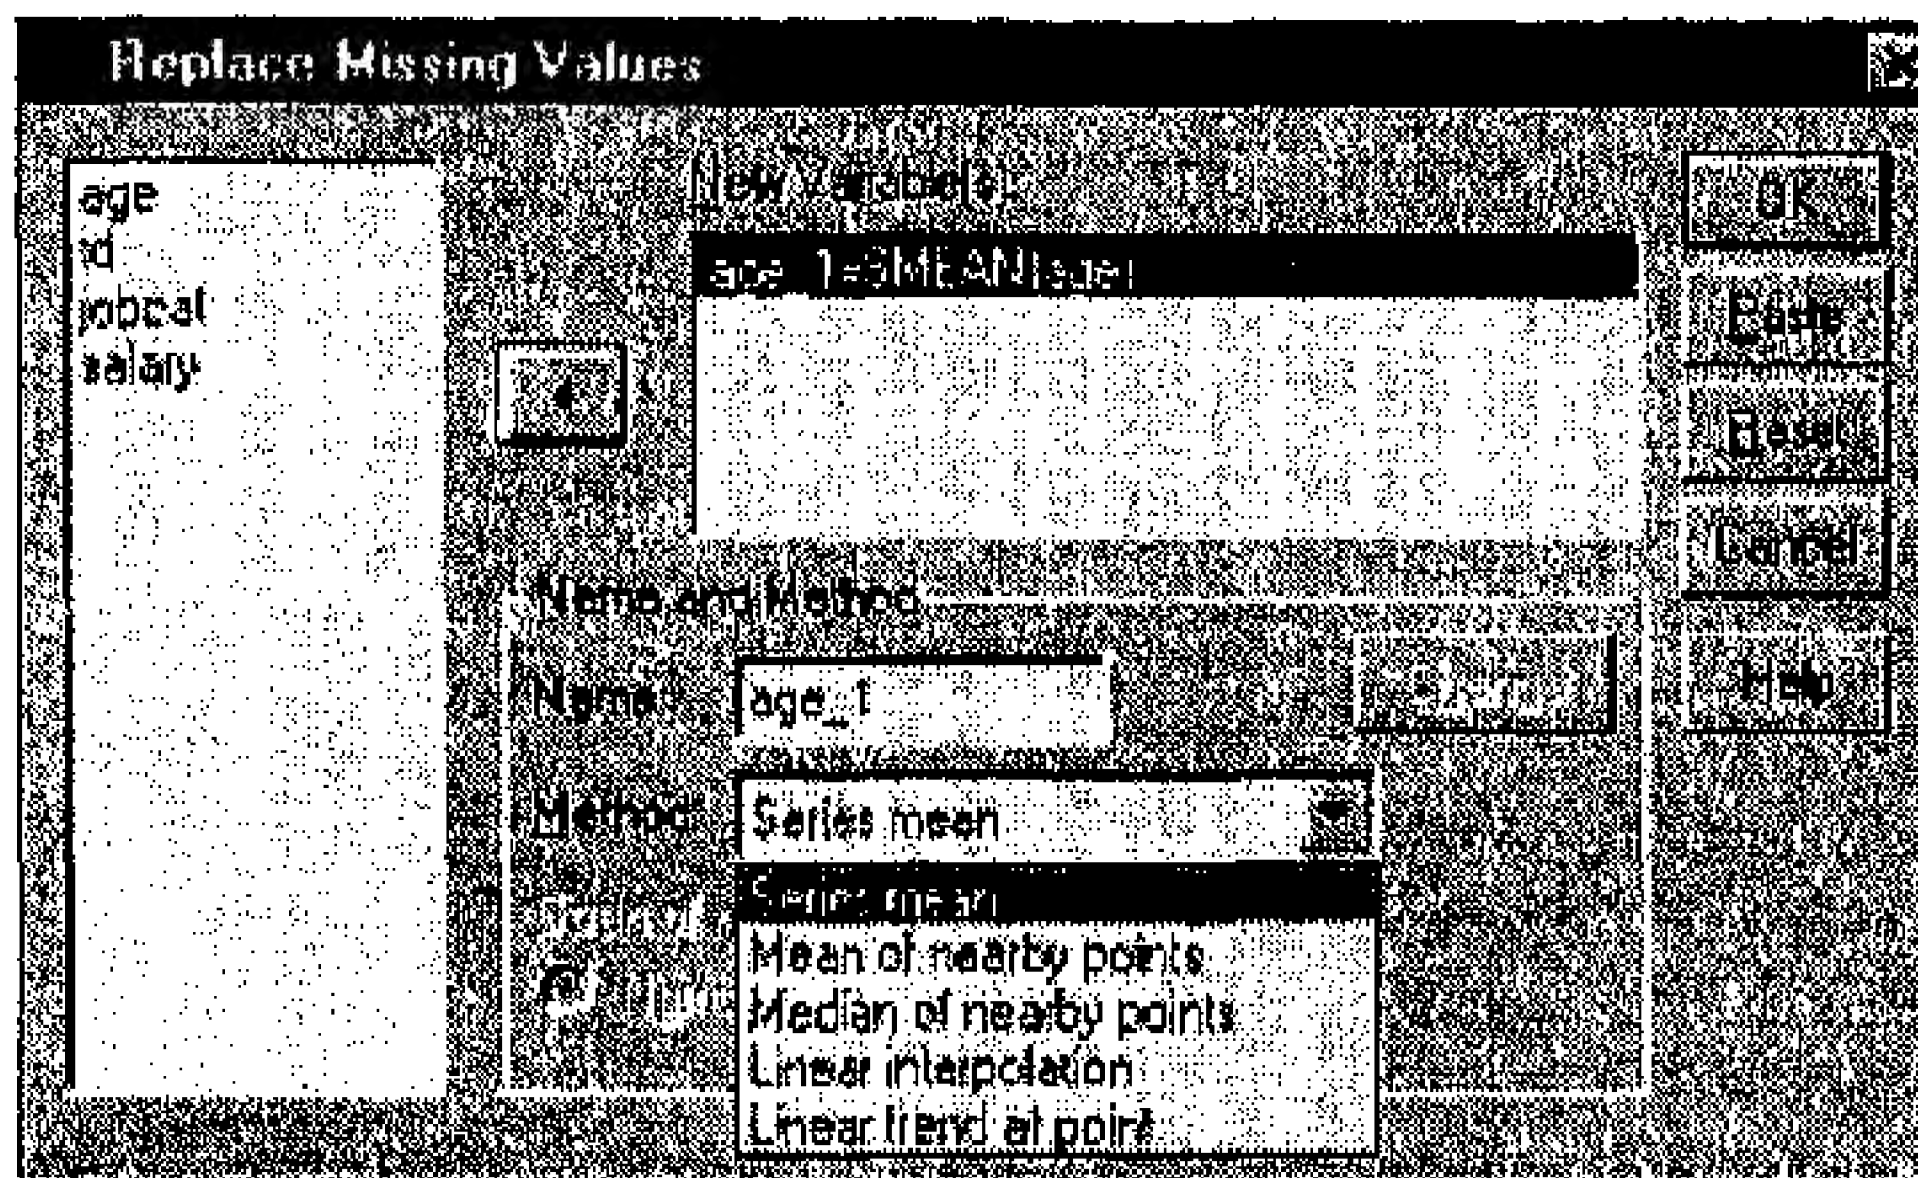 Replace Missing Values
age
id
jobcat
salary
New Variable(s):
age_1=SMEAN(age)
OK
Paste
Reset
Cancel
Help
Name and Method
Name:
age_1
Method:
Series mean
Series mean
Mean of nearby points
Median of nearby points
Linear interpolation
Linear trend at point